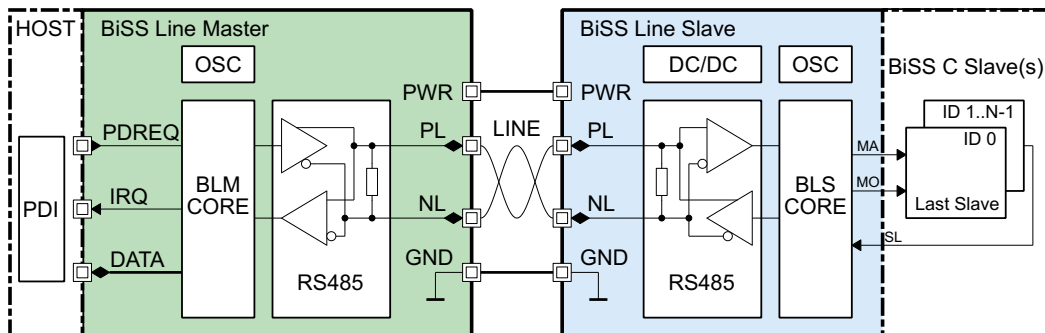 HOST
BiSS Line Master
BiSS Line Slave
OSC
DC/DC
OSC
BiSS C Slave(s)
PWR
PWR
PDREQ
PL
LINE
PL
ID 1..N-1
ID 0
MA
PDI
IRQ
BLM
CORE
BLS
CORE
MO
NL
NL
Last Slave
SL
DATA
RS485
GND
GND
RS485